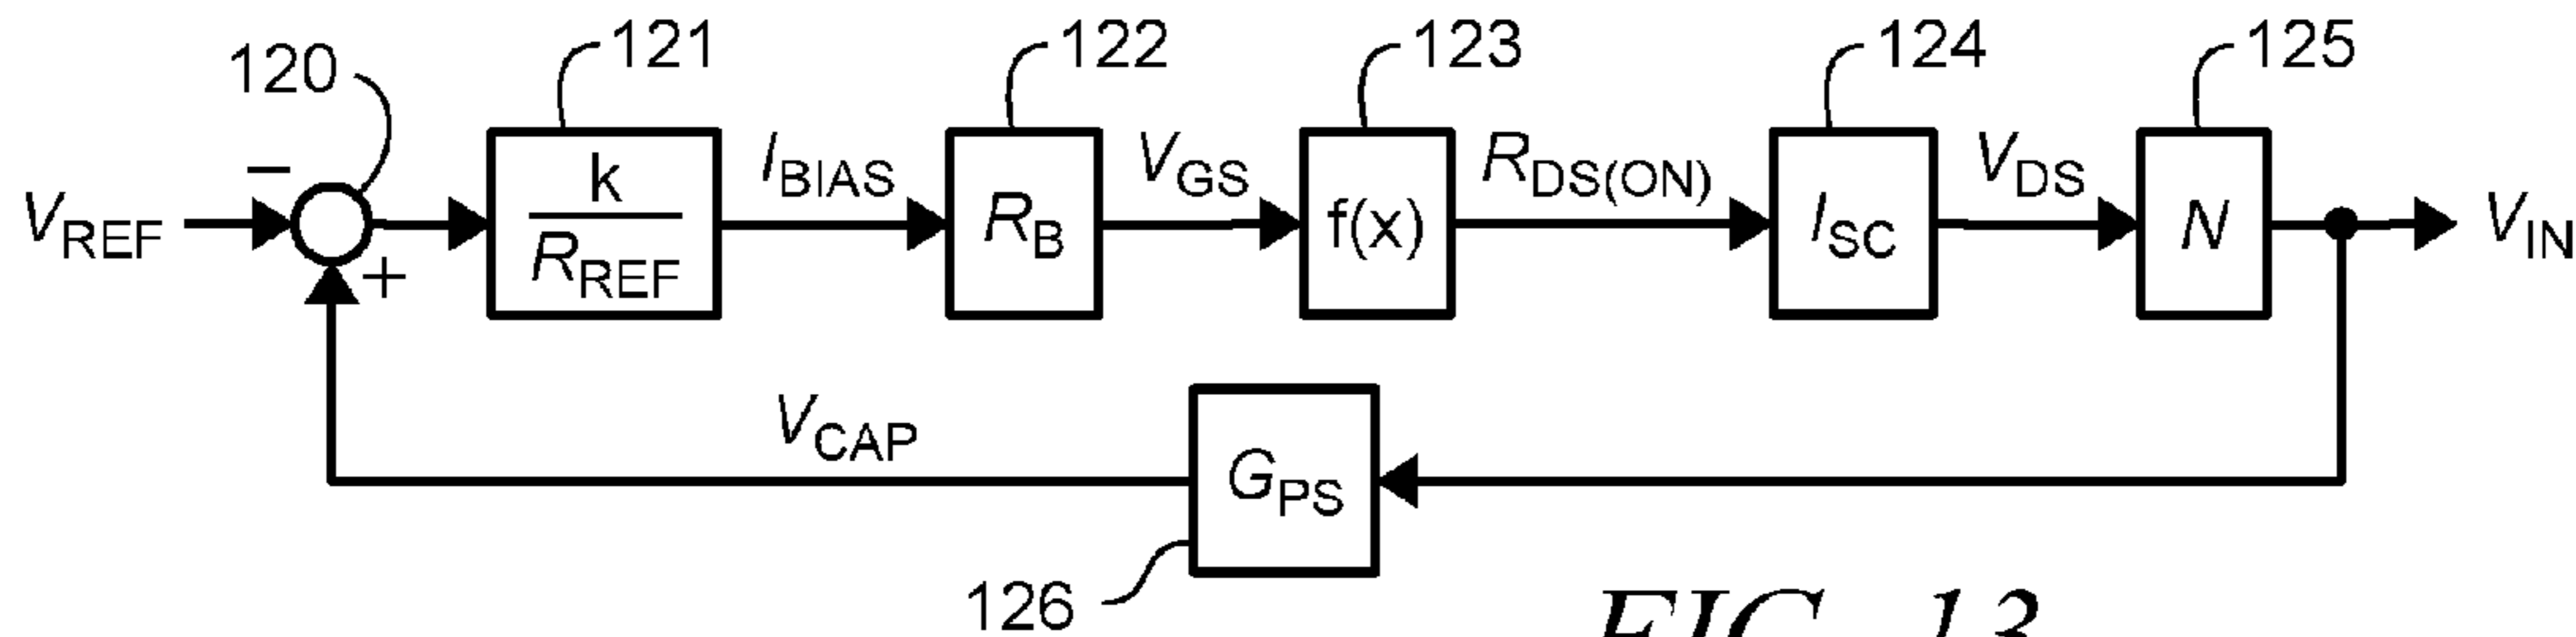 120
121
122
123
124
125
V_REF
−
+
k
R_REF
I_BIAS
R_B
V_GS
f(x)
R_DS(ON)
I_SC
V_DS
N
V_IN
V_CAP
G_PS
126
FIG. 13